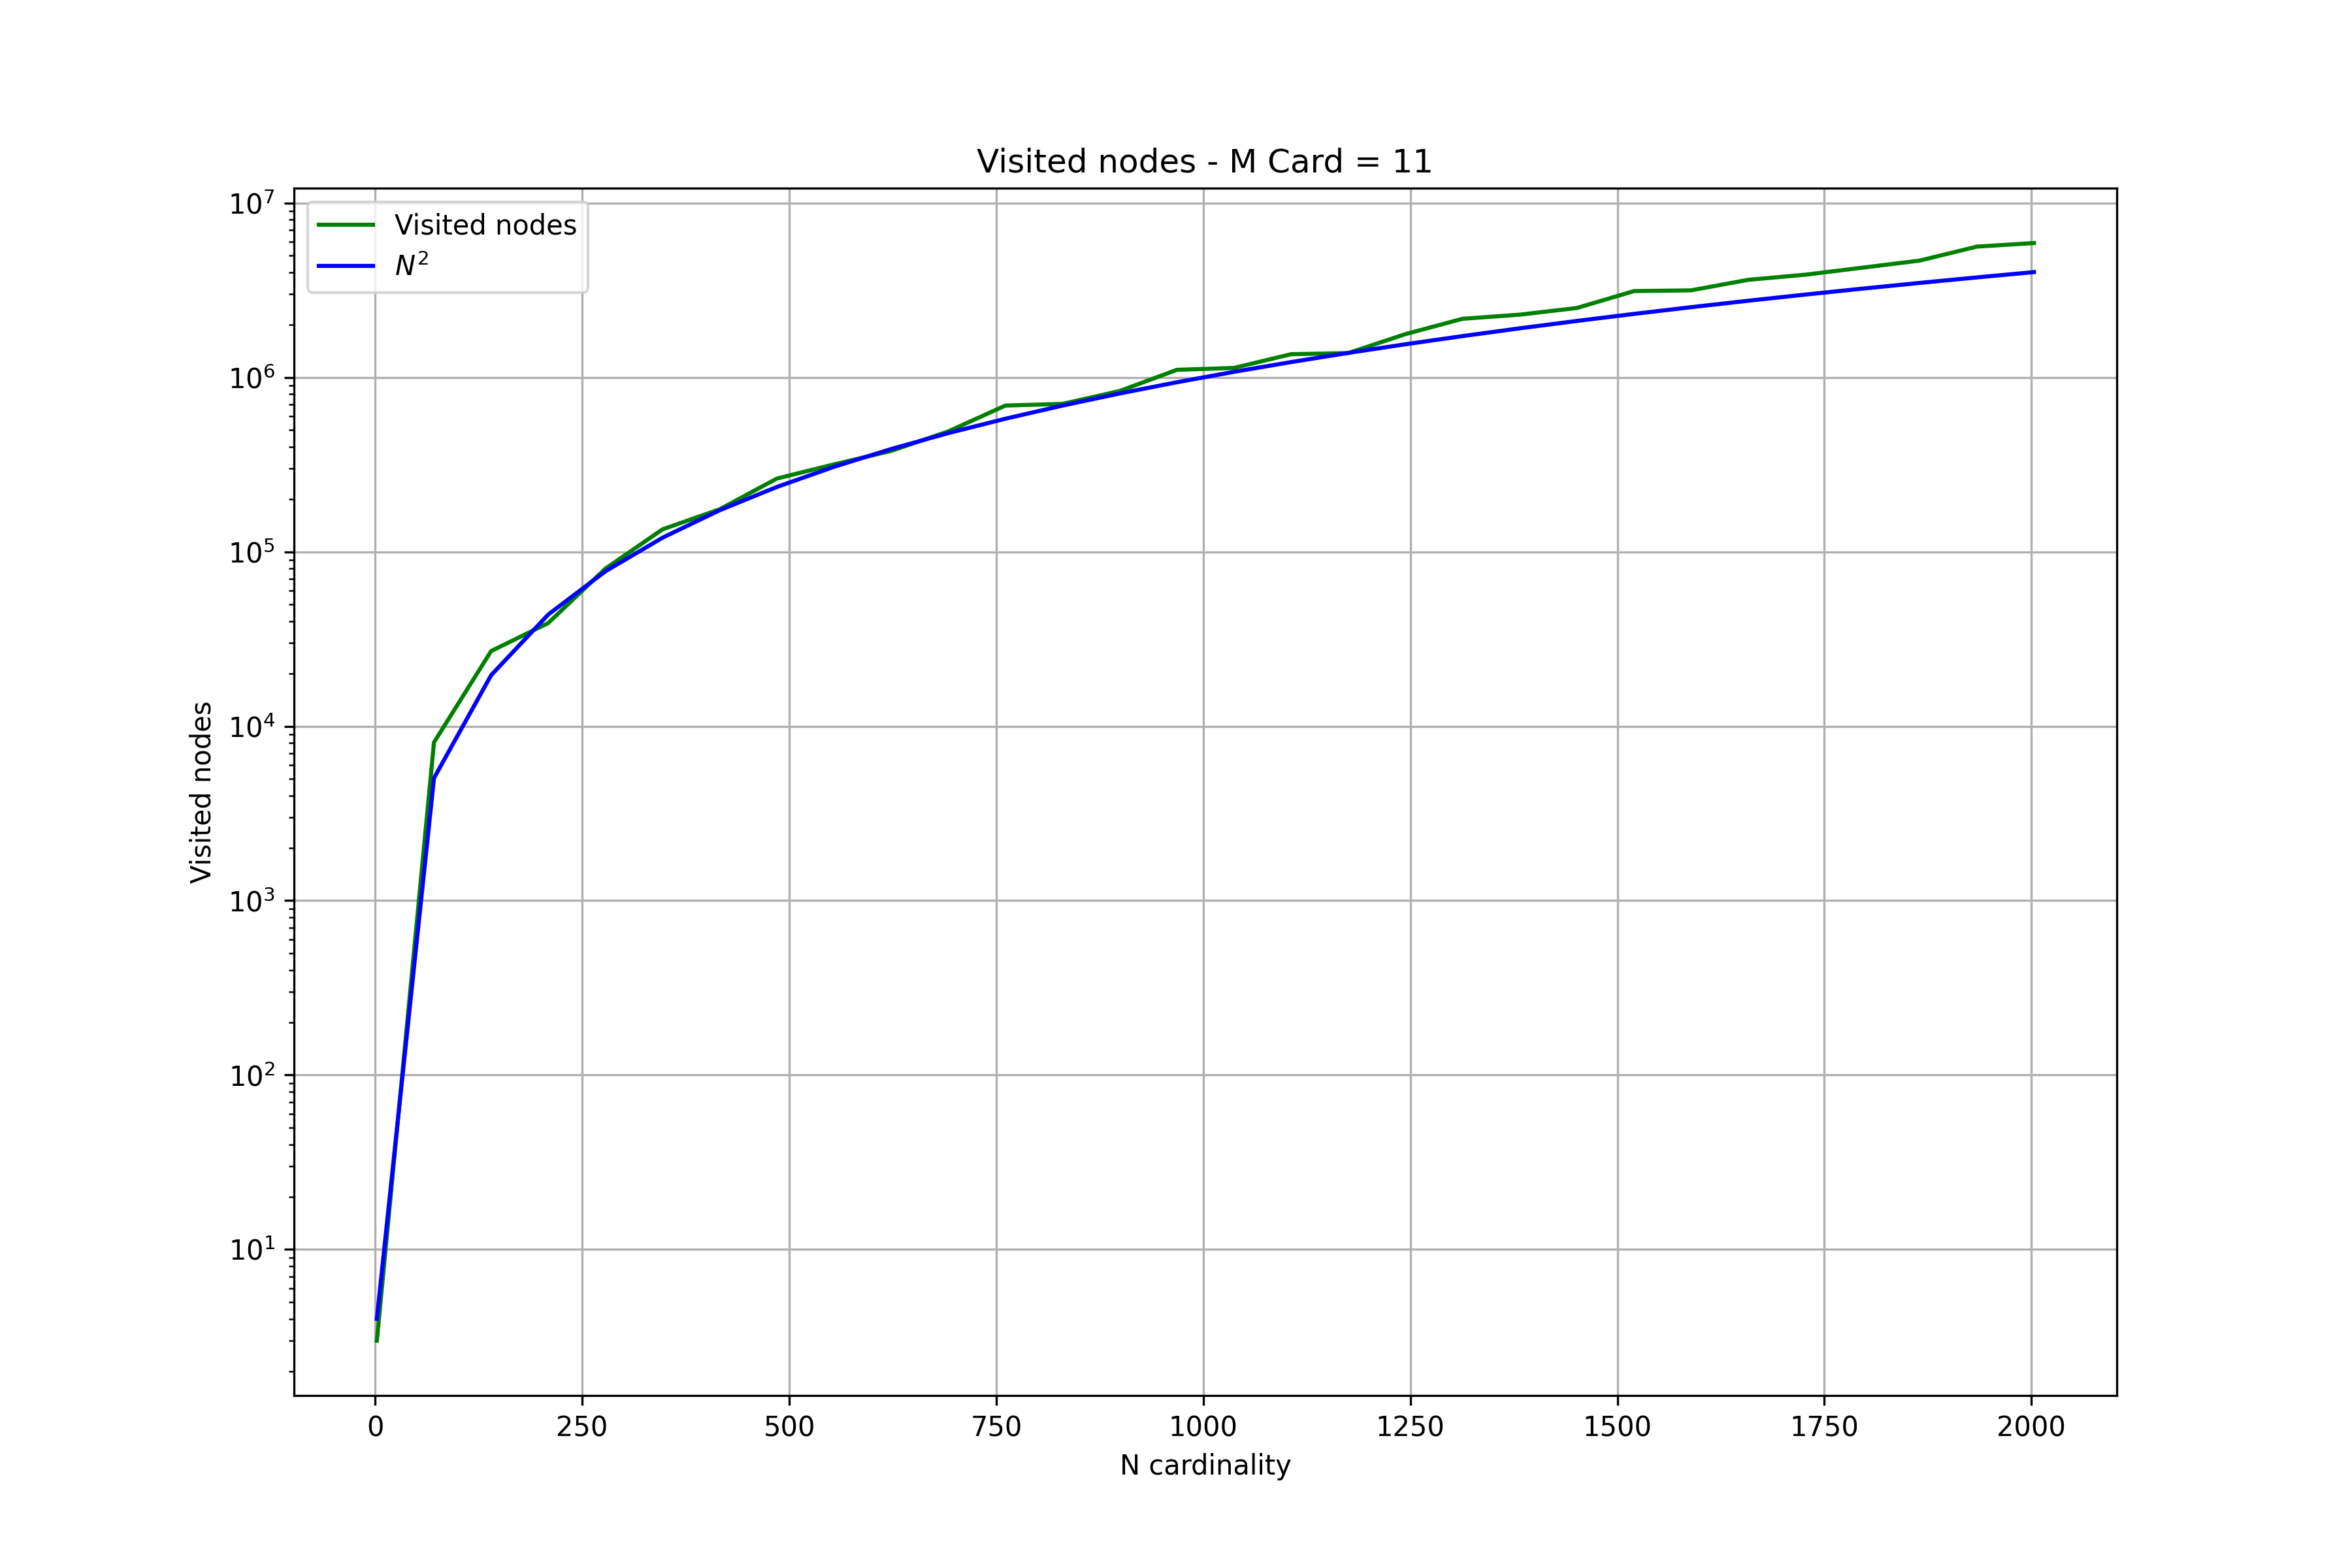 Visited nodes - M Card = 11
Visited nodes
N²
10⁷
10⁶
10⁵
10⁴
10³
10²
10¹
Visited nodes
0 250 500 750 1000 1250 1500 1750 2000
N cardinality